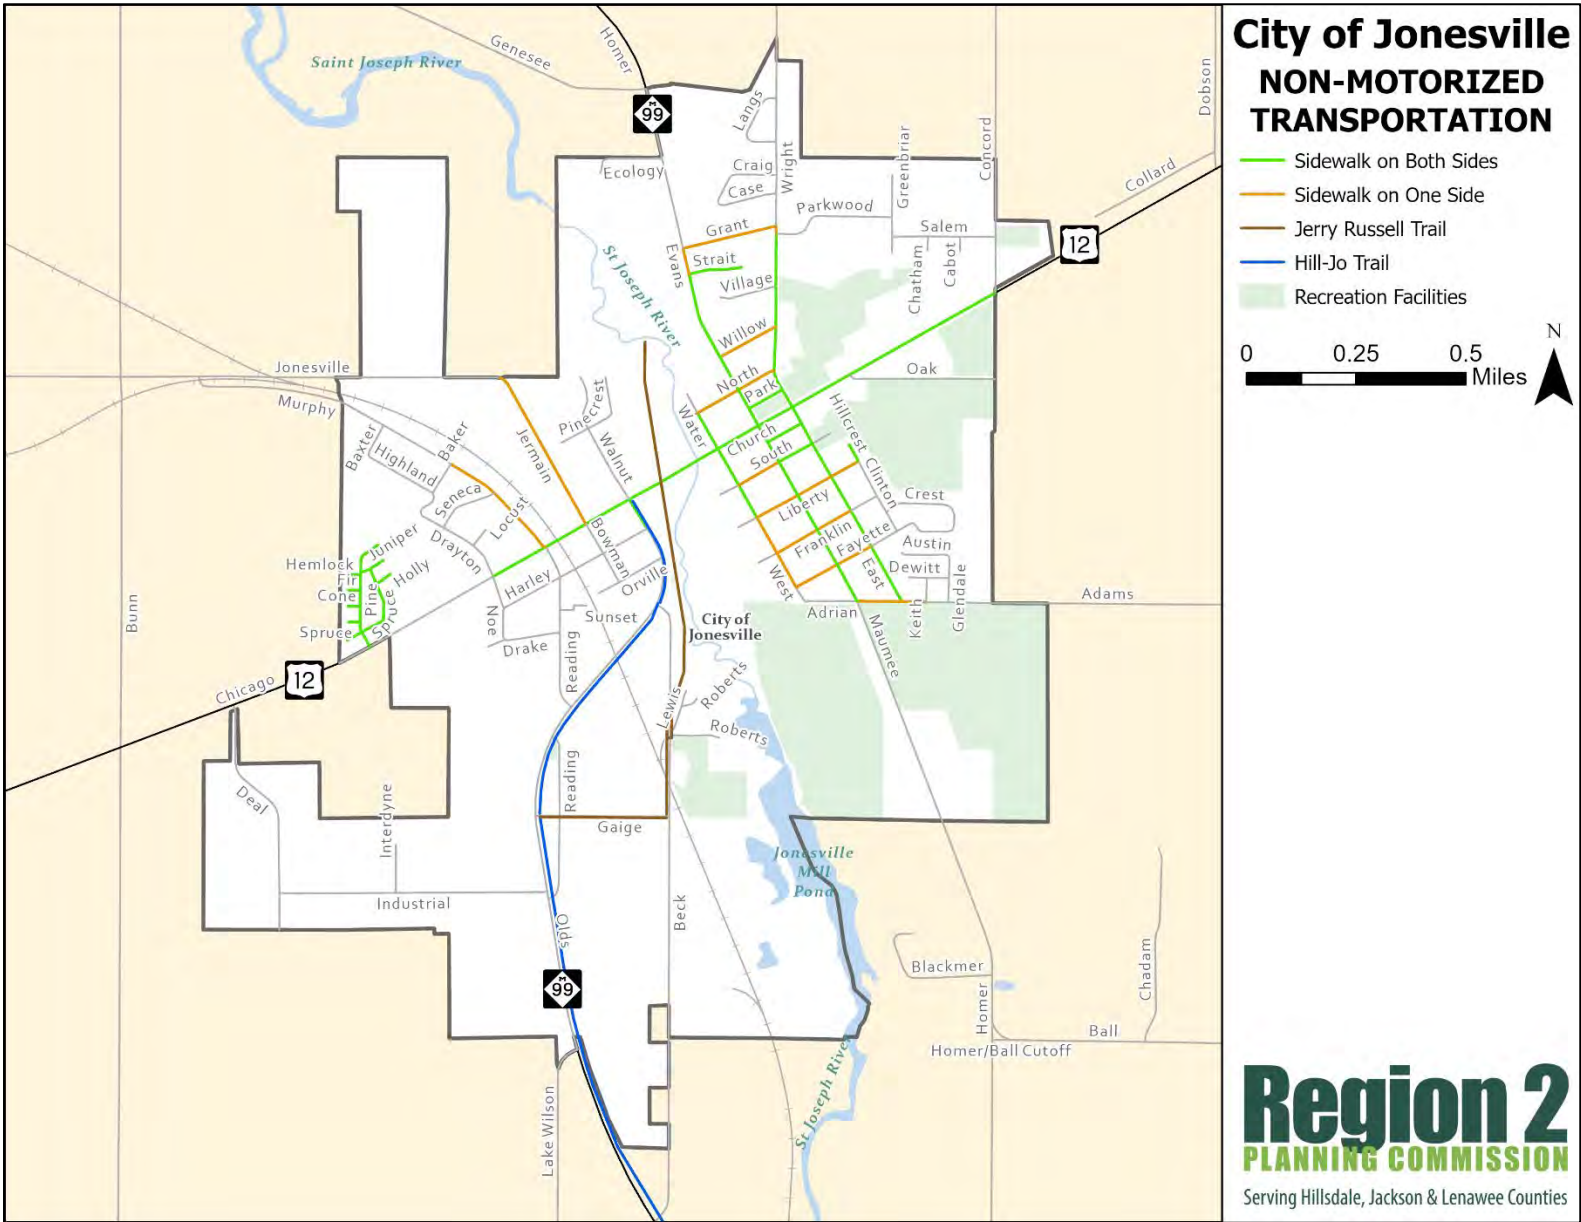 City of Jonesville
NON-MOTORIZED
TRANSPORTATION
Sidewalk on Both Sides
Sidewalk on One Side
Jerry Russell Trail
Hill-Jo Trail
Recreation Facilities
N
0 0.25 0.5
Miles
Saint Joseph River
Genesee
Homer
M
99
Langs
Wright
Ecology
Craig
Case
Greenbriar
Concord
Dobson
Collard
Parkwood
Salem
12
Grant
Evans
Strait
Village
Chatham
Cabot
St Joseph River
Willow
Jonesville
Murphy
North
Park
Oak
Pinecrest
Water
Hillcrest
Baxter
Highland
Baker
Jermain
Walnut
Church
South
Clinton
Seneca
Locust
Crest
Liberty
Drayton
Bowman
Franklin
Fayette
Austin
Juniper
Hemlock
Holly
Fir
Cone
Pine
Spruce
Spruce
Harley
Orville
West
East
Dewitt
Glendale
Bunn
Noe
Sunset
City of
Jonesville
Adrian
Keith
Adams
Drake
Reading
Maumee
Chicago
12
Lewis
Roberts
Roberts
Deal
Interdyne
Reading
Gaige
Jonesville
Mill
Pond
Industrial
Olds
Beck
Blackmer
Chadam
M
99
Homer
Ball
Homer/Ball Cutoff
Lake Wilson
St Joseph River
Region 2
PLANNING COMMISSION
Serving Hillsdale, Jackson & Lenawee Counties